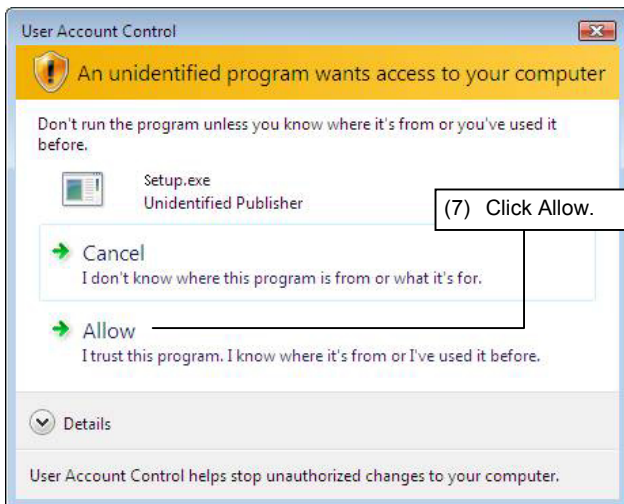 User Account Control
An unidentified program wants access to your computer
Don't run the program unless you know where it's from or you've used it
before.
Setup.exe
Unidentified Publisher
(7) Click Allow.
Cancel
I don't know where this program is from or what it's for.
Allow
I trust this program. I know where it's from or I've used it before.
Details
User Account Control helps stop unauthorized changes to your computer.